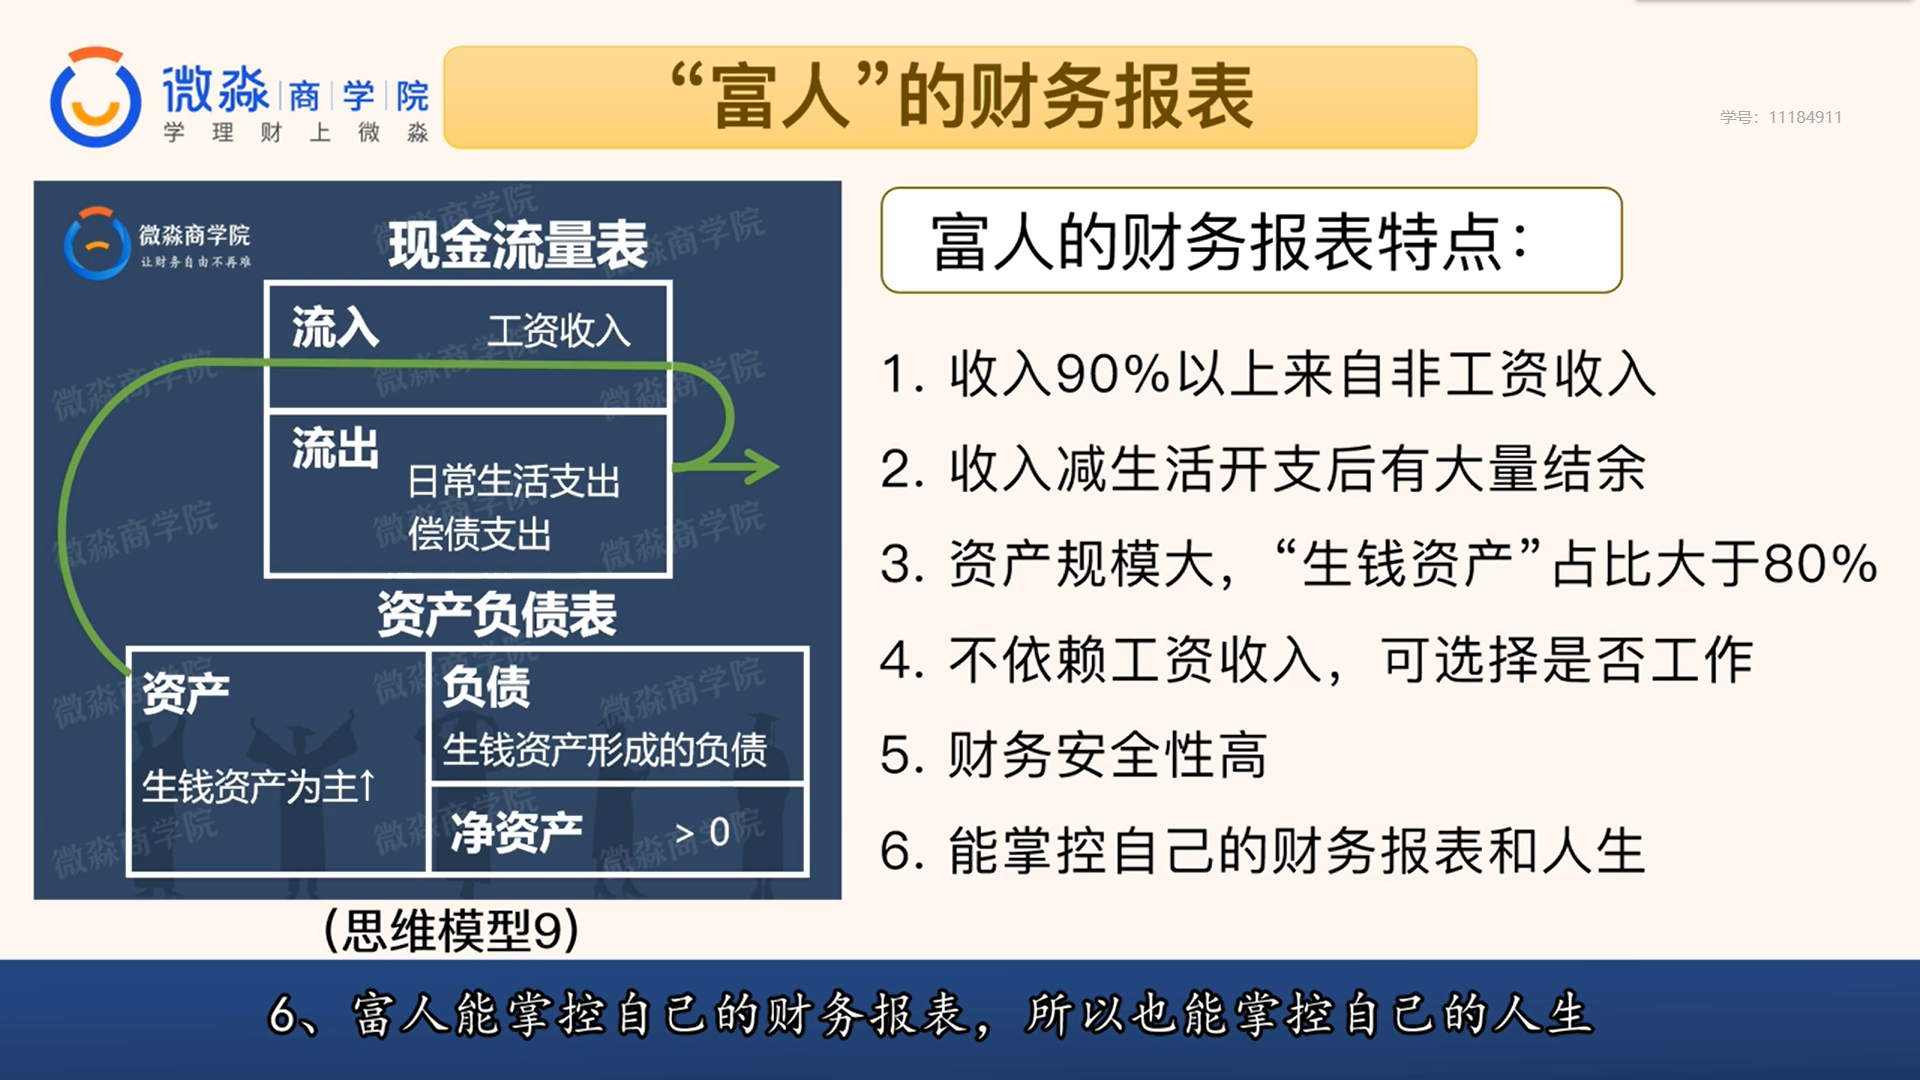 微淼商学院
学理财上微淼
“富人”的财务报表
学号：11184911
微淼商学院
让财务自由不再难
现金流量表
流入 工资收入
流出
日常生活支出
偿债支出
资产负债表
资产
生钱资产为主↑
负债
生钱资产形成的负债
净资产 > 0
(思维模型9)
富人的财务报表特点：
1. 收入90%以上来自非工资收入
2. 收入减生活开支后有大量结余
3. 资产规模大，“生钱资产”占比大于80%
4. 不依赖工资收入，可选择是否工作
5. 财务安全性高
6. 能掌控自己的财务报表和人生
6、富人能掌控自己的财务报表，所以也能掌控自己的人生